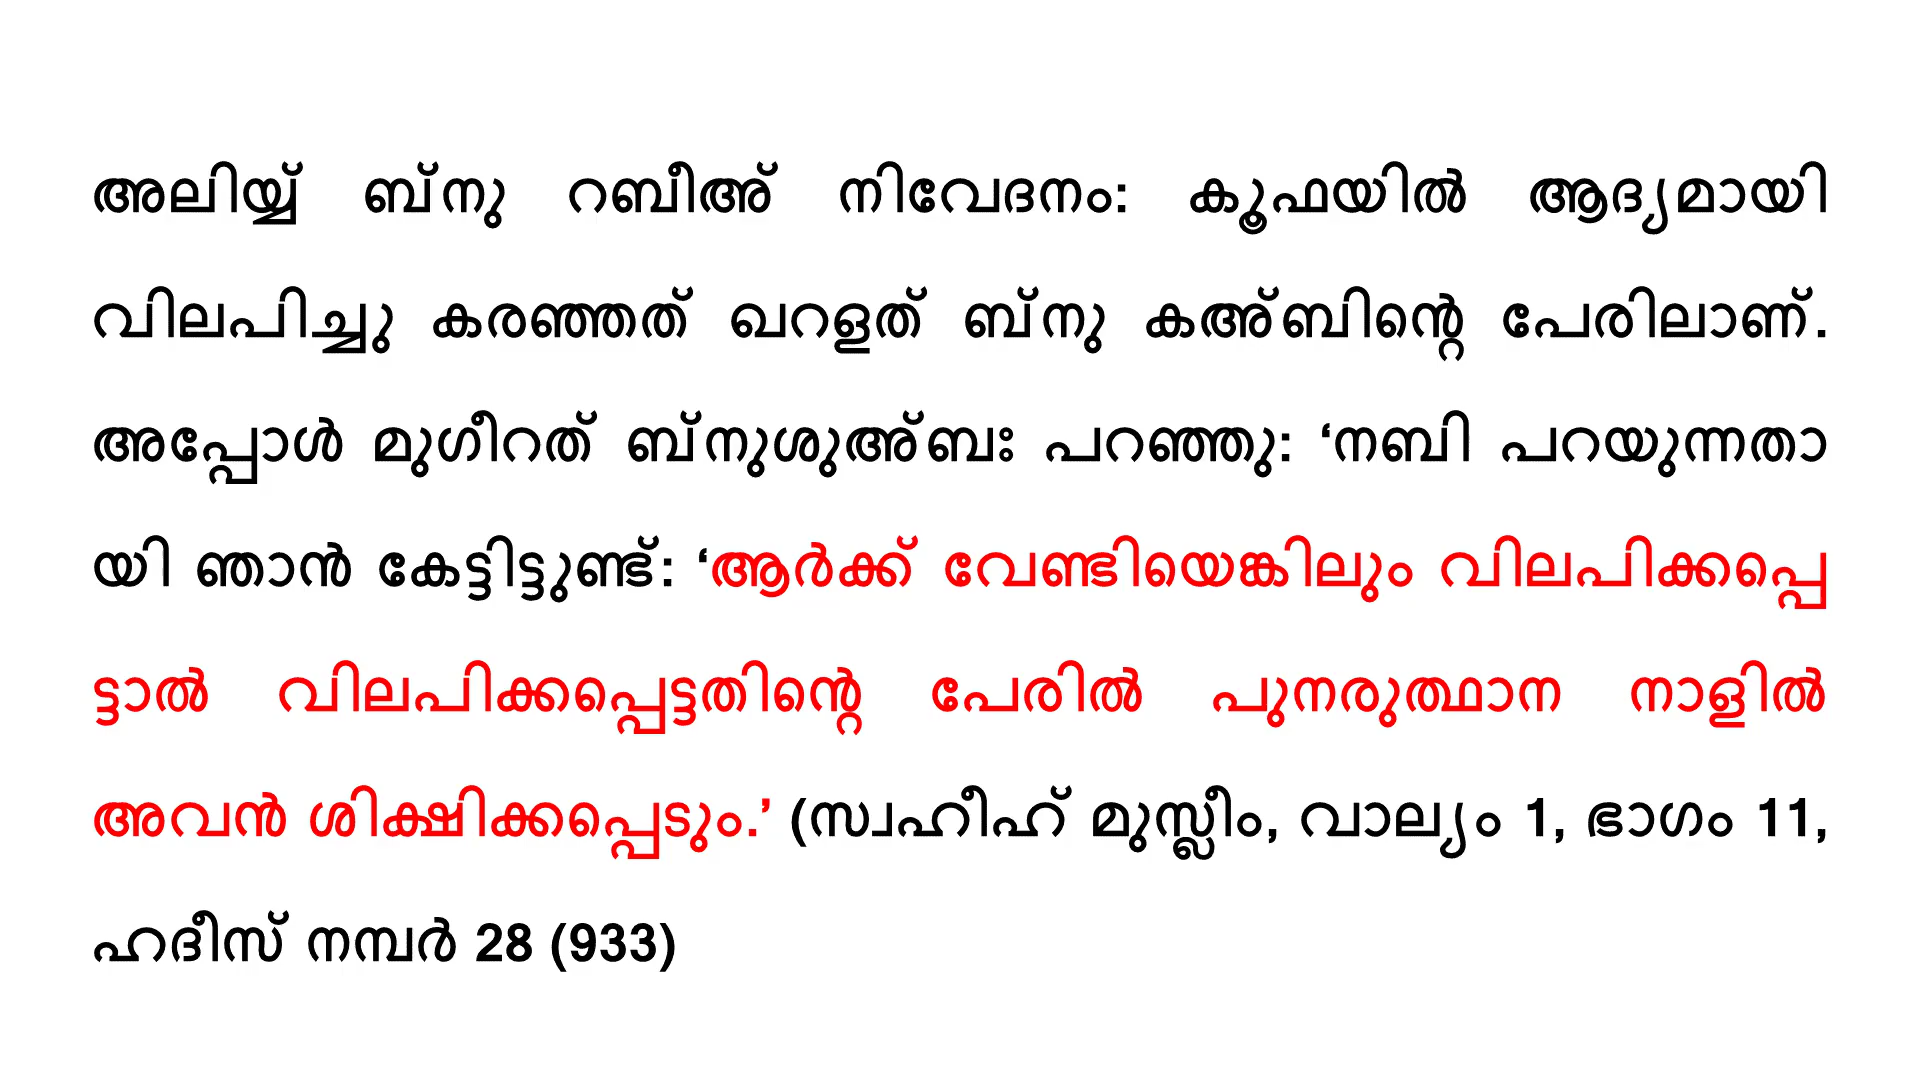 അലിയ്യ് ബ്നു റബീഅ് നിവേദനം: കൂഫയിൽ ആദ്യമായി
വിലപിച്ചു കരഞ്ഞത് ഖറളത് ബ്നു കഅ്ബിന്റെ പേരിലാണ്.
അപ്പോൾ മുഗീറത് ബ്നുശുഅ്ബഃ പറഞ്ഞു: ‘നബി പറയുന്നതാ
യി ഞാൻ കേട്ടിട്ടുണ്ട്: ‘ആർക്ക് വേണ്ടിയെങ്കിലും വിലപിക്കപ്പെ
ട്ടാൽ വിലപിക്കപ്പെട്ടതിന്റെ പേരിൽ പുനരുത്ഥാന നാളിൽ
അവൻ ശിക്ഷിക്കപ്പെടും.’ (സ്വഹീഹ് മുസ്ലീം, വാല്യം 1, ഭാഗം 11,
ഹദീസ് നമ്പർ 28 (933)